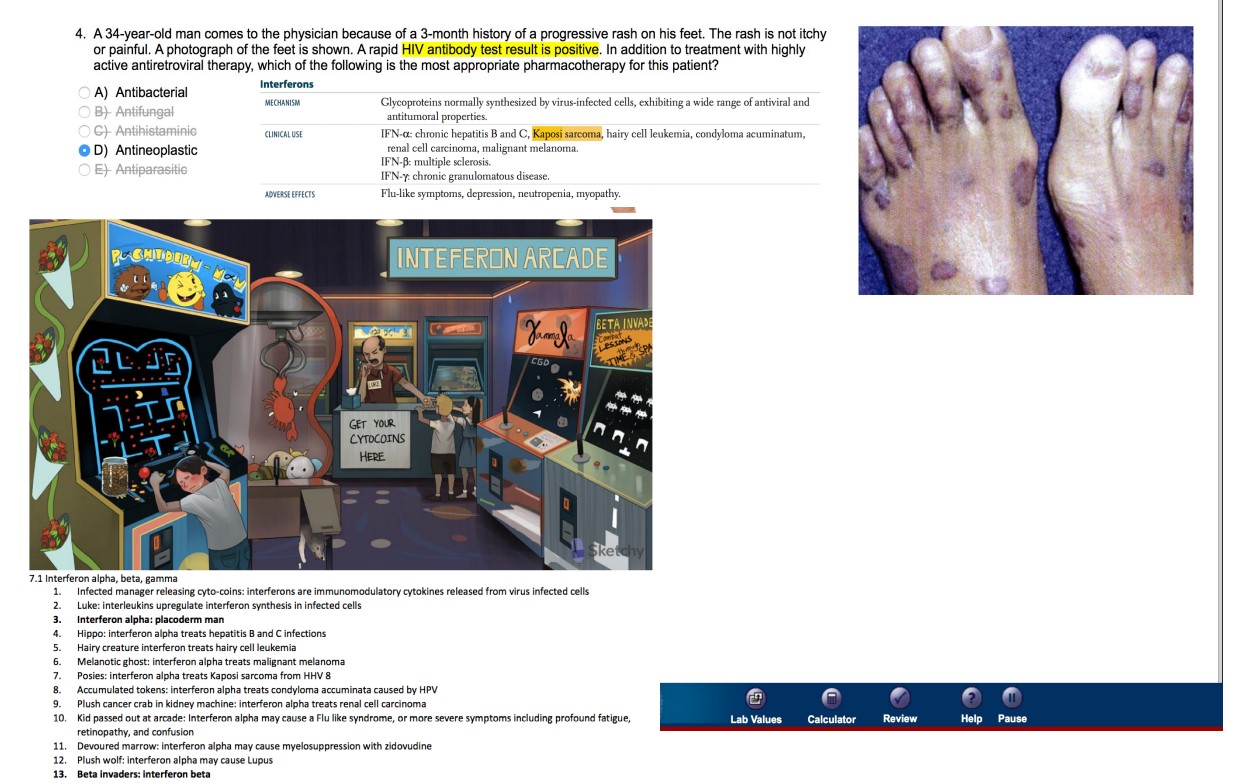 4. A 34-year-old man comes to the physician because of a 3-month history of a progressive rash on his feet. The rash is not itchy
or painful. A photograph of the feet is shown. A rapid HIV antibody test result is positive. In addition to treatment with highly
active antiretroviral therapy, which of the following is the most appropriate pharmacotherapy for this patient?
A) Antibacterial
B) Antifungal
C) Antihistaminic
D) Antineoplastic
E) Antiparasitic
Interferons
MECHANISM Glycoproteins normally synthesized by virus-infected cells, exhibiting a wide range of antiviral and
antitumoral properties.
CLINICAL USE IFN-α: chronic hepatitis B and C, Kaposi sarcoma, hairy cell leukemia, condyloma acuminatum,
renal cell carcinoma, malignant melanoma.
IFN-β: multiple sclerosis.
IFN-γ: chronic granulomatous disease.
ADVERSE EFFECTS Flu-like symptoms, depression, neutropenia, myopathy.
INTEFERON ARCADE
Gammala
CGD
BETA INVADE
LESIONS
TIME & SPA
LUKE
GET YOUR
CYTOCOINS
HERE
Sketchy
7.1 Interferon alpha, beta, gamma
1. Infected manager releasing cyto-coins: interferons are immunomodulatory cytokines released from virus infected cells
2. Luke: interleukins upregulate interferon synthesis in infected cells
3. Interferon alpha: placoderm man
4. Hippo: interferon alpha treats hepatitis B and C infections
5. Hairy creature interferon treats hairy cell leukemia
6. Melanotic ghost: interferon alpha treats malignant melanoma
7. Posies: interferon alpha treats Kaposi sarcoma from HHV 8
8. Accumulated tokens: interferon alpha treats condyloma accuminata caused by HPV
9. Plush cancer crab in kidney machine: interferon alpha treats renal cell carcinoma
10. Kid passed out at arcade: Interferon alpha may cause a Flu like syndrome, or more severe symptoms including profound fatigue,
retinopathy, and confusion
11. Devoured marrow: interferon alpha may cause myelosuppression with zidovudine
12. Plush wolf: interferon alpha may cause Lupus
13. Beta invaders: interferon beta
Lab Values Calculator Review Help Pause